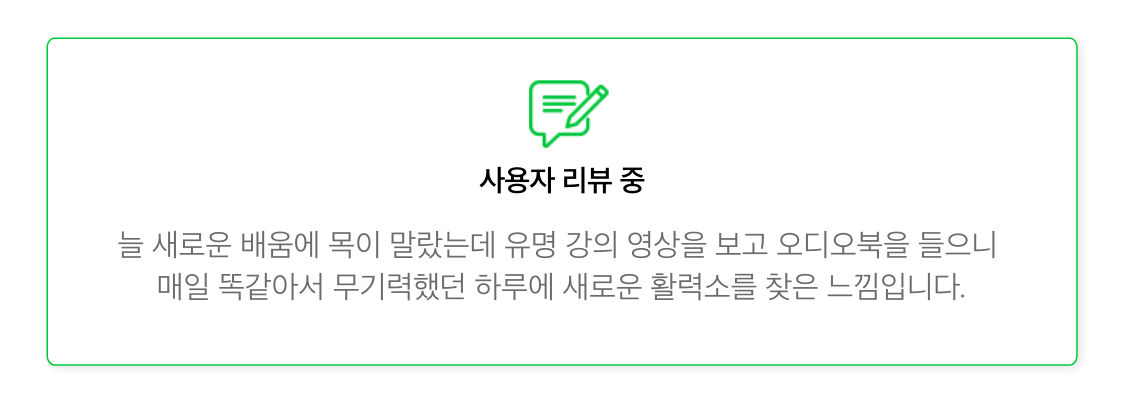 사용자 리뷰 중
늘 새로운 배움에 목이 말랐는데 유명 강의 영상을 보고 오디오북을 들으니
매일 똑같아서 무기력했던 하루에 새로운 활력소를 찾은 느낌입니다.